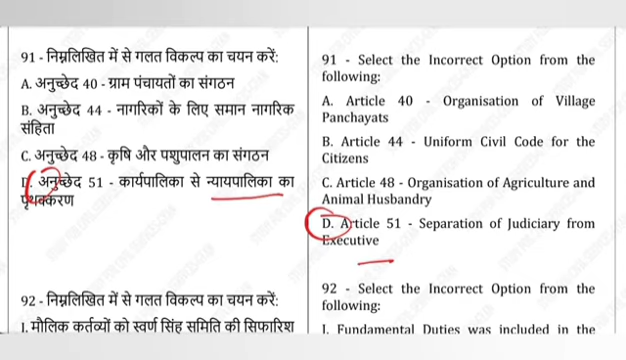 91 - निम्नलिखित में से गलत विकल्प का चयन करें:
A. अनुच्छेद 40 - ग्राम पंचायतों का संगठन
B. अनुच्छेद 44 - नागरिकों के लिए समान नागरिक
संहिता
C. अनुच्छेद 48 - कृषि और पशुपालन का संगठन
D. अनुच्छेद 51 - कार्यपालिका से न्यायपालिका का
पृथक्करण
92 - निम्नलिखित में से गलत विकल्प का चयन करें:
I. मौलिक कर्तव्यों को स्वर्ण सिंह समिति की सिफारिश
91 - Select the Incorrect Option from the
following:
A. Article 40 - Organisation of Village
Panchayats
B. Article 44 - Uniform Civil Code for the
Citizens
C. Article 48 - Organisation of Agriculture and
Animal Husbandry
D. Article 51 - Separation of Judiciary from
Executive
92 - Select the Incorrect Option from the
following:
I. Fundamental Duties was included in the